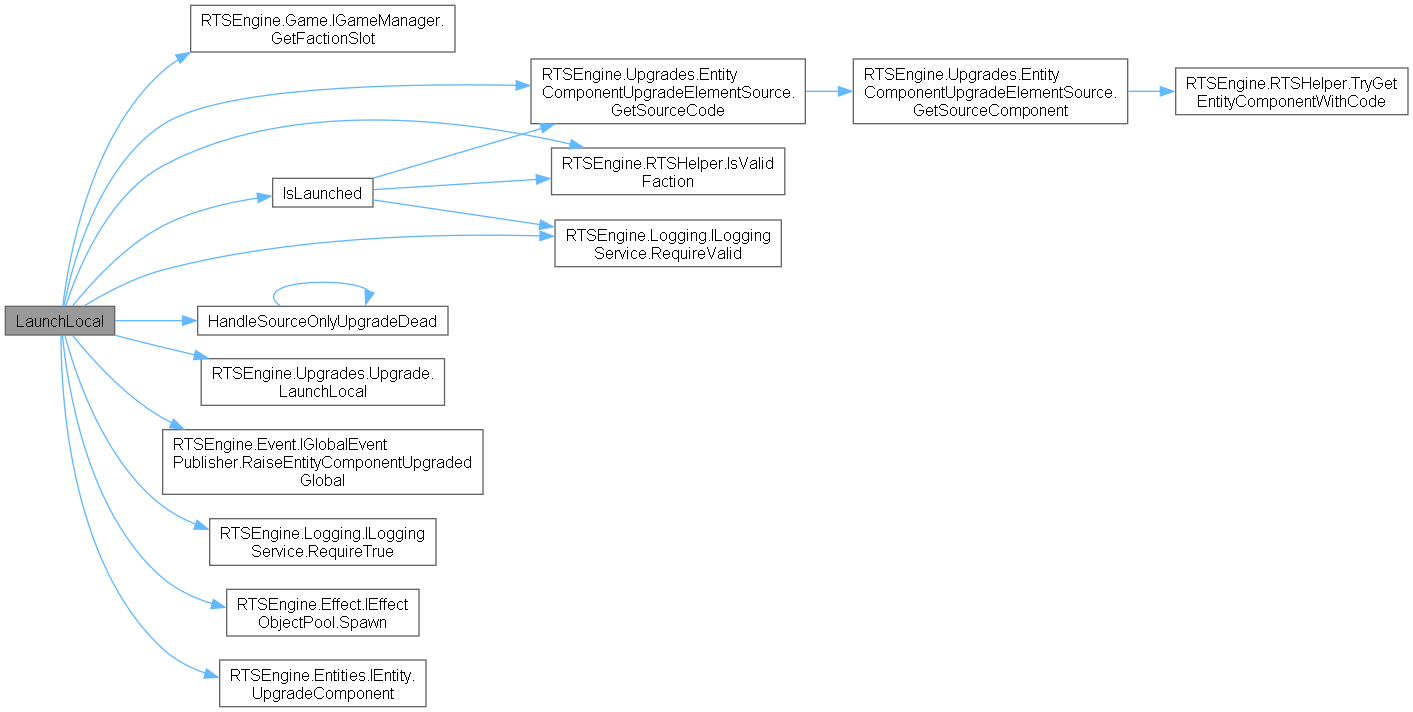 RTSEngine.Game.IGameManager.
GetFactionSlot
RTSEngine.Upgrades.Entity
ComponentUpgradeElementSource.
GetSourceCode
RTSEngine.Upgrades.Entity
ComponentUpgradeElementSource.
GetSourceComponent
RTSEngine.RTSHelper.TryGet
EntityComponentWithCode
RTSEngine.RTSHelper.IsValid
Faction
IsLaunched
RTSEngine.Logging.ILogging
Service.RequireValid
LaunchLocal
HandleSourceOnlyUpgradeDead
RTSEngine.Upgrades.Upgrade.
LaunchLocal
RTSEngine.Event.IGlobalEvent
Publisher.RaiseEntityComponentUpgraded
Global
RTSEngine.Logging.ILogging
Service.RequireTrue
RTSEngine.Effect.IEffect
ObjectPool.Spawn
RTSEngine.Entities.IEntity.
UpgradeComponent